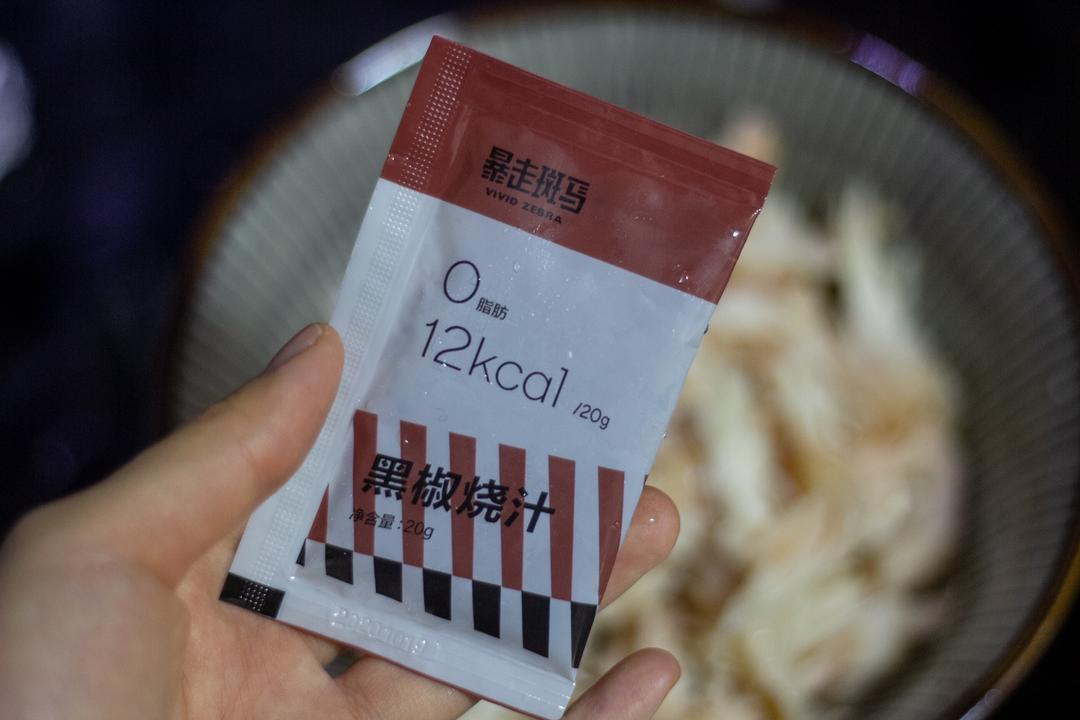 暴走斑马
VIVID ZEBRA
0脂肪
12kcal /20g
黑椒烧汁
净含量:20g